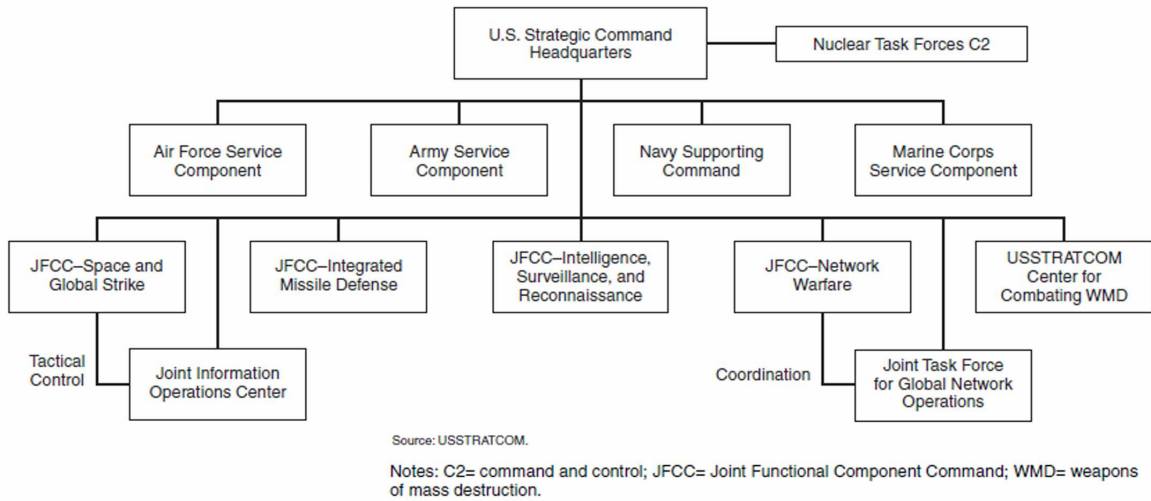 U.S. Strategic Command
Headquarters
Nuclear Task Forces C2
Air Force Service
Component
Army Service
Component
Navy Supporting
Command
Marine Corps
Service Component
JFCC–Space and
Global Strike
JFCC–Integrated
Missile Defense
JFCC–Intelligence,
Surveillance, and
Reconnaissance
JFCC–Network
Warfare
USSTRATCOM
Center for
Combating WMD
Tactical
Control
Joint Information
Operations Center
Coordination
Joint Task Force
for Global Network
Operations
Source: USSTRATCOM.
Notes: C2= command and control; JFCC= Joint Functional Component Command; WMD= weapons
of mass destruction.